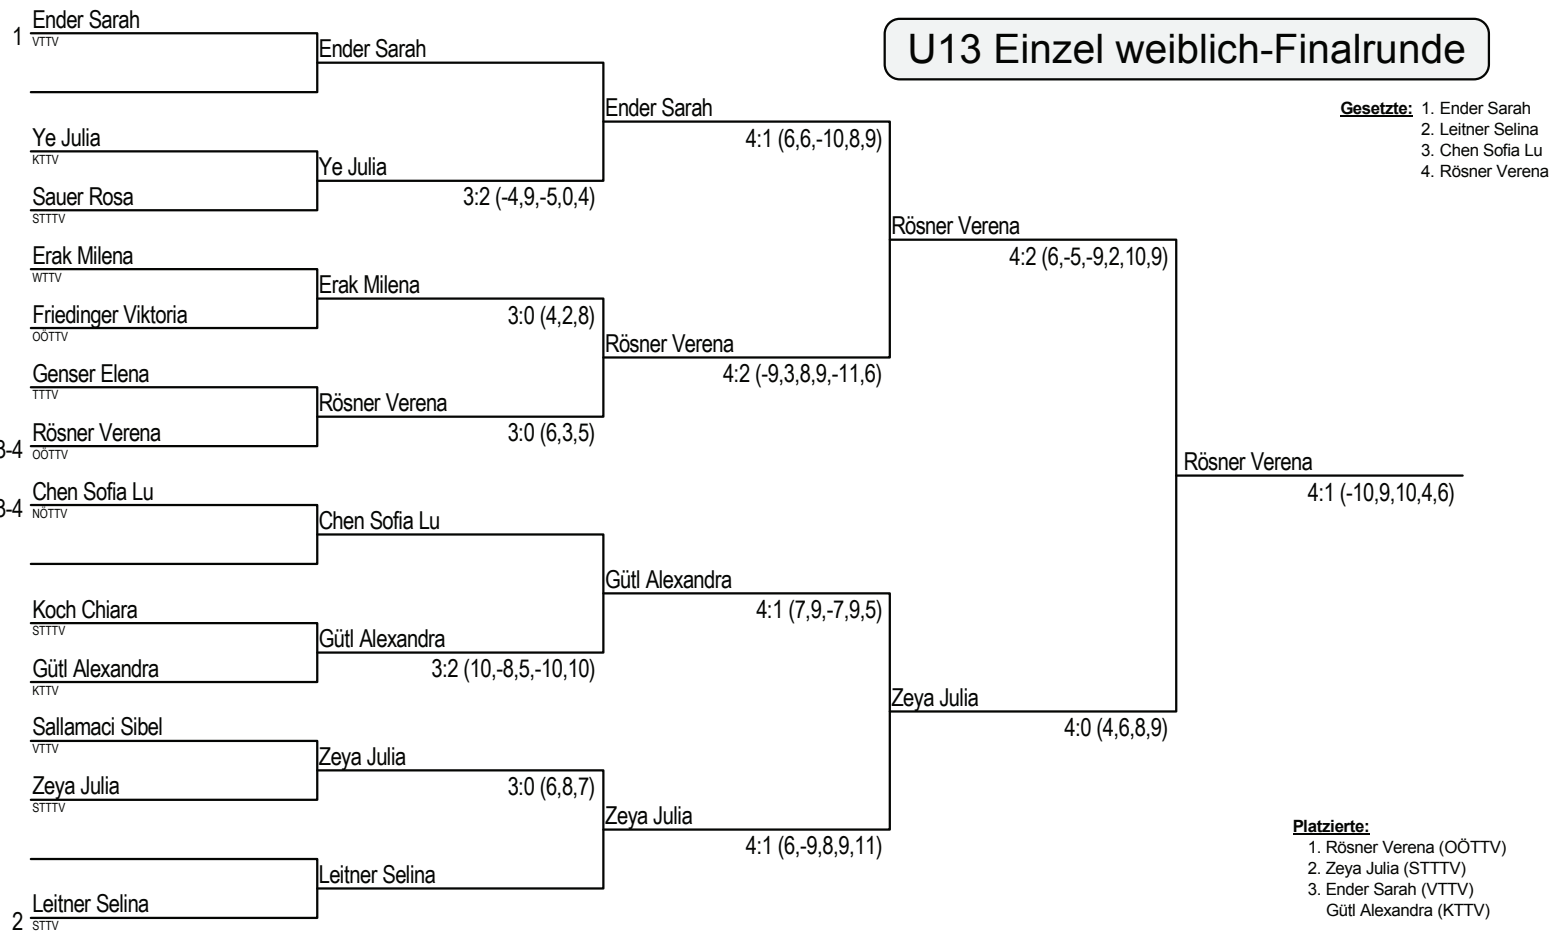 U13 Einzel weiblich-Finalrunde
Gesetzte: 1. Ender Sarah
2. Leitner Selina
3. Chen Sofia Lu
4. Rösner Verena
1 Ender Sarah
VTTV
Ye Julia
KTTV
Sauer Rosa
STTTV
Erak Milena
WTTV
Friedinger Viktoria
OÖTTV
Genser Elena
TTTV
3-4 Rösner Verena
OÖTTV
3-4 Chen Sofia Lu
NÖTTV
Koch Chiara
STTTV
Gütl Alexandra
KTTV
Sallamaci Sibel
VTTV
Zeya Julia
STTTV
2 Leitner Selina
STTV
Ender Sarah
Ye Julia
3:2 (-4,9,-5,0,4)
Erak Milena
3:0 (4,2,8)
Rösner Verena
3:0 (6,3,5)
Chen Sofia Lu
Gütl Alexandra
3:2 (10,-8,5,-10,10)
Zeya Julia
3:0 (6,8,7)
Leitner Selina
Ender Sarah
4:1 (6,6,-10,8,9)
Rösner Verena
4:2 (-9,3,8,9,-11,6)
Gütl Alexandra
4:1 (7,9,-7,9,5)
Zeya Julia
4:1 (6,-9,8,9,11)
Rösner Verena
4:2 (6,-5,-9,2,10,9)
Zeya Julia
4:0 (4,6,8,9)
Rösner Verena
4:1 (-10,9,10,4,6)
Platzierte:
1. Rösner Verena (OÖTTV)
2. Zeya Julia (STTTV)
3. Ender Sarah (VTTV)
Gütl Alexandra (KTTV)